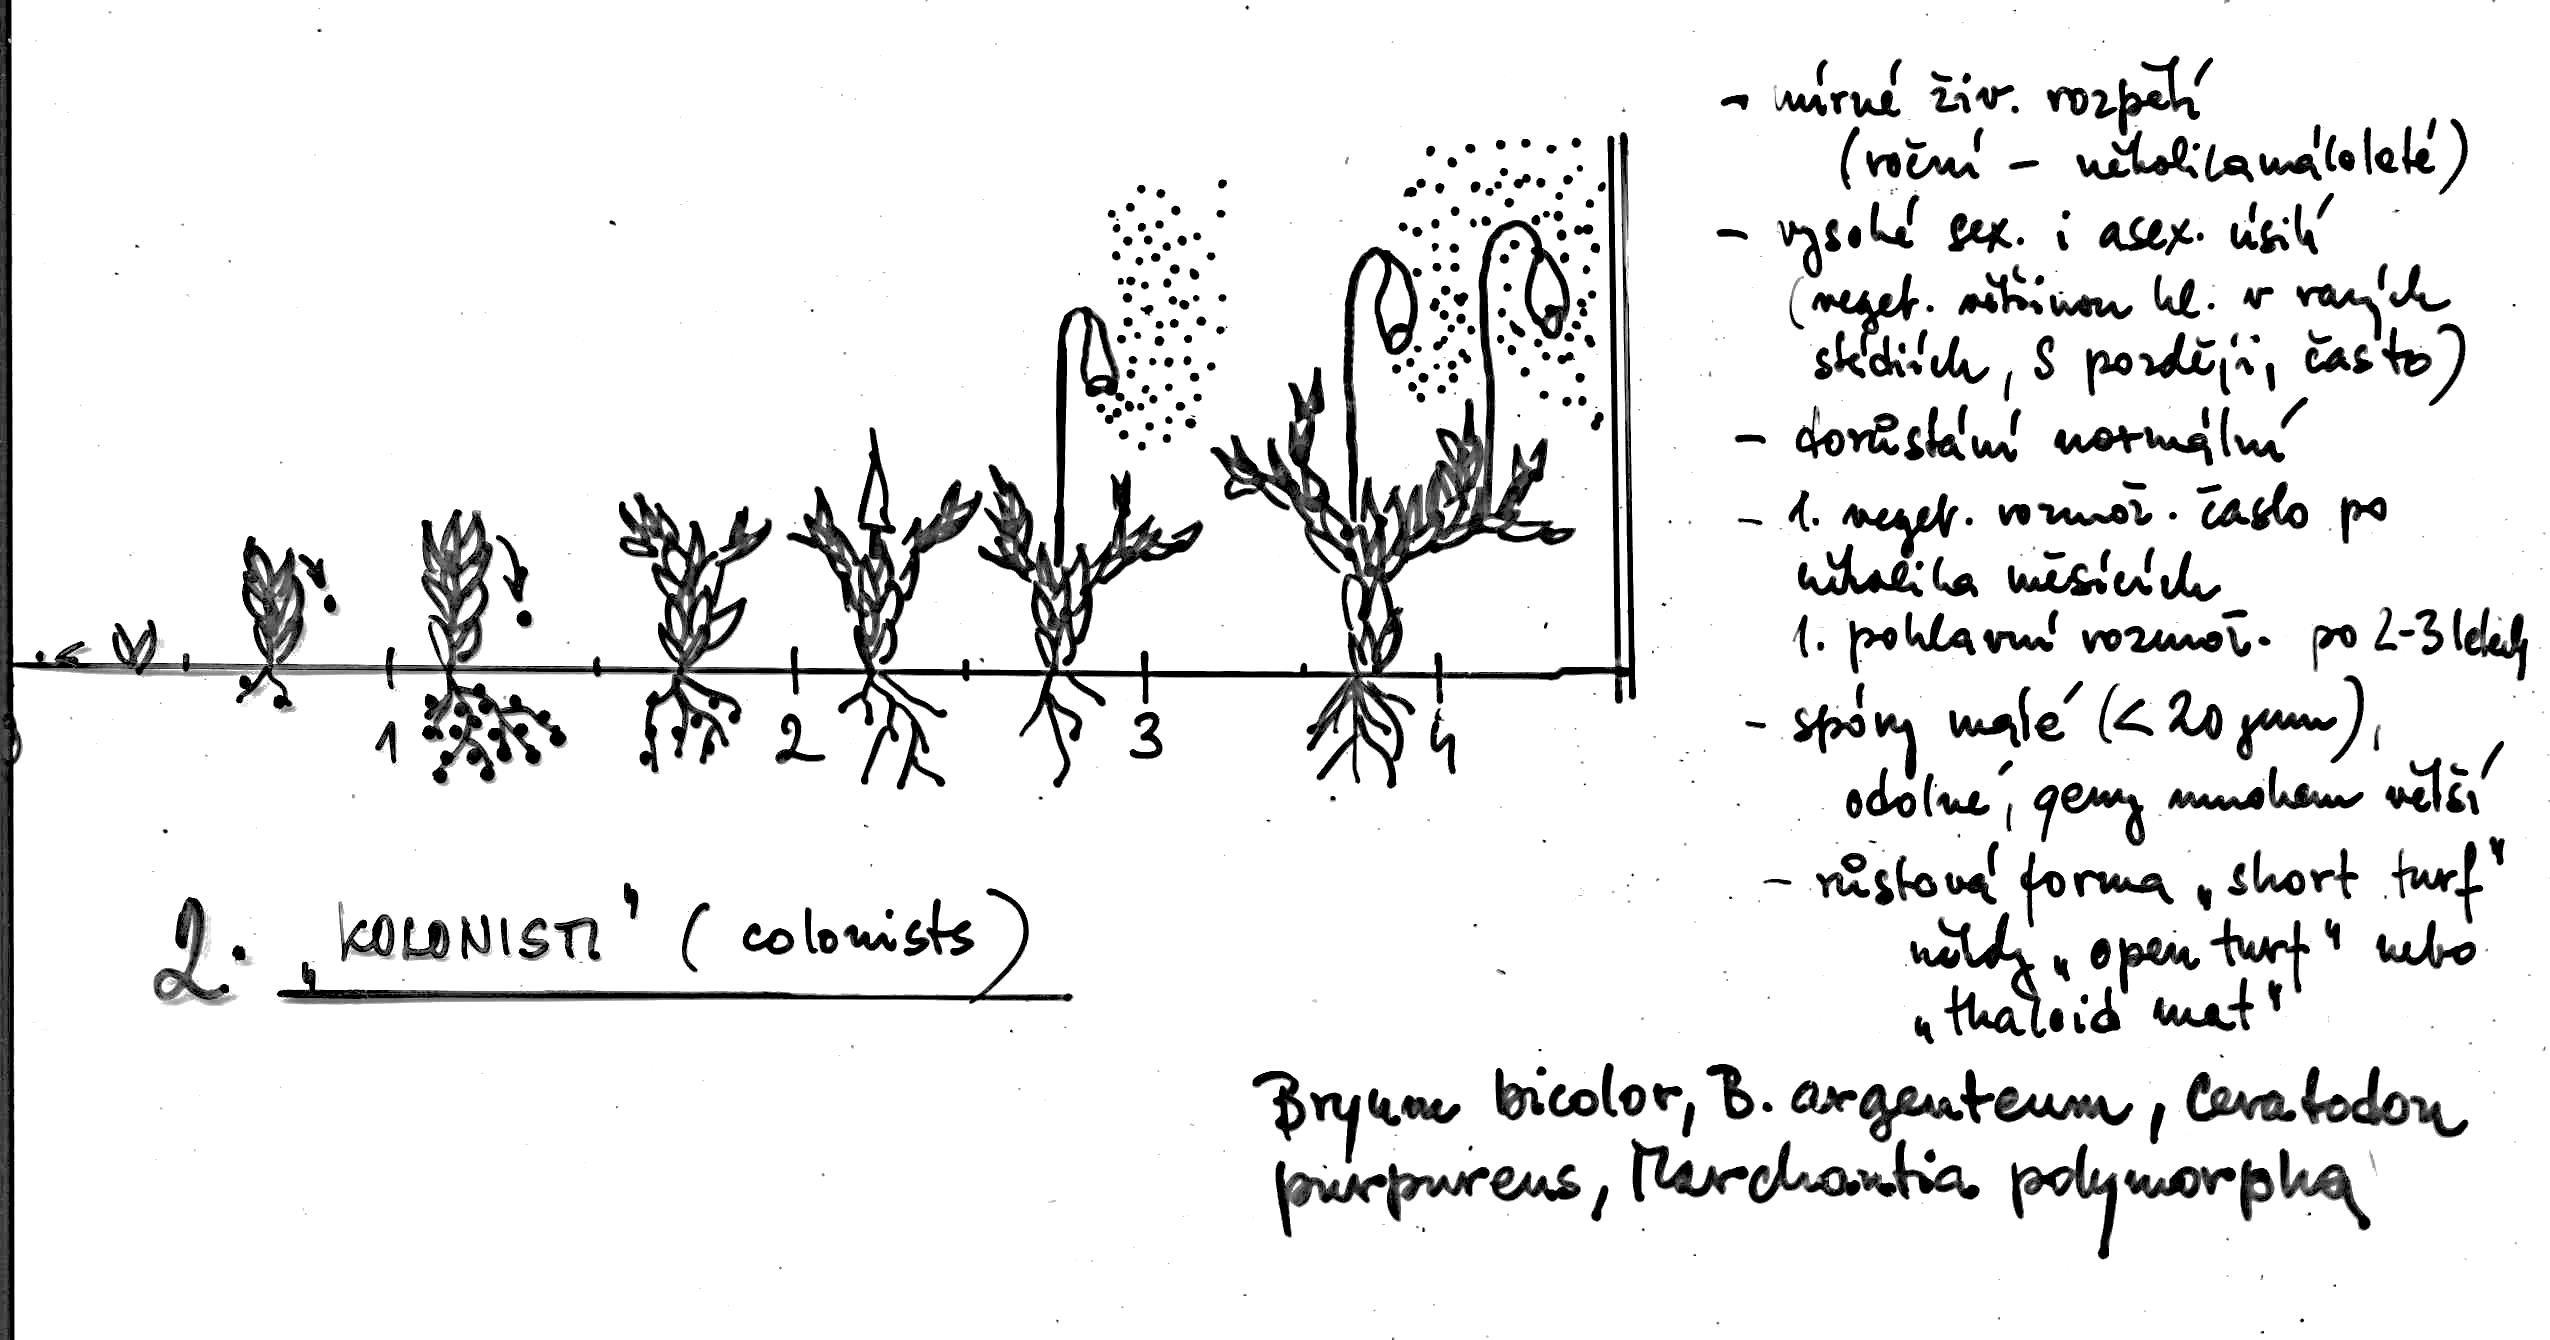 - mírné živ. rozpětí
(roční – několikamáloleté)
- vysoké sex. i asex. úsilí
(veget. většinou hl. v raných
stádiích, S později, často)
- dorůstání normální
- 1. veget. rozmož. často po
několika měsících
1. pohlavní rozmož. po 2-3 letech
- spóry malé (< 20 µm),
odolné, gemy mnohem větší
- růstová forma „short turf"
někdy „open turf" nebo
„thaloid mat"
1 2 3 4
2. „KOLONISTI" (colonists)
Bryum bicolor, B. argenteum, Ceratodon
purpureus, Marchantia polymorpha